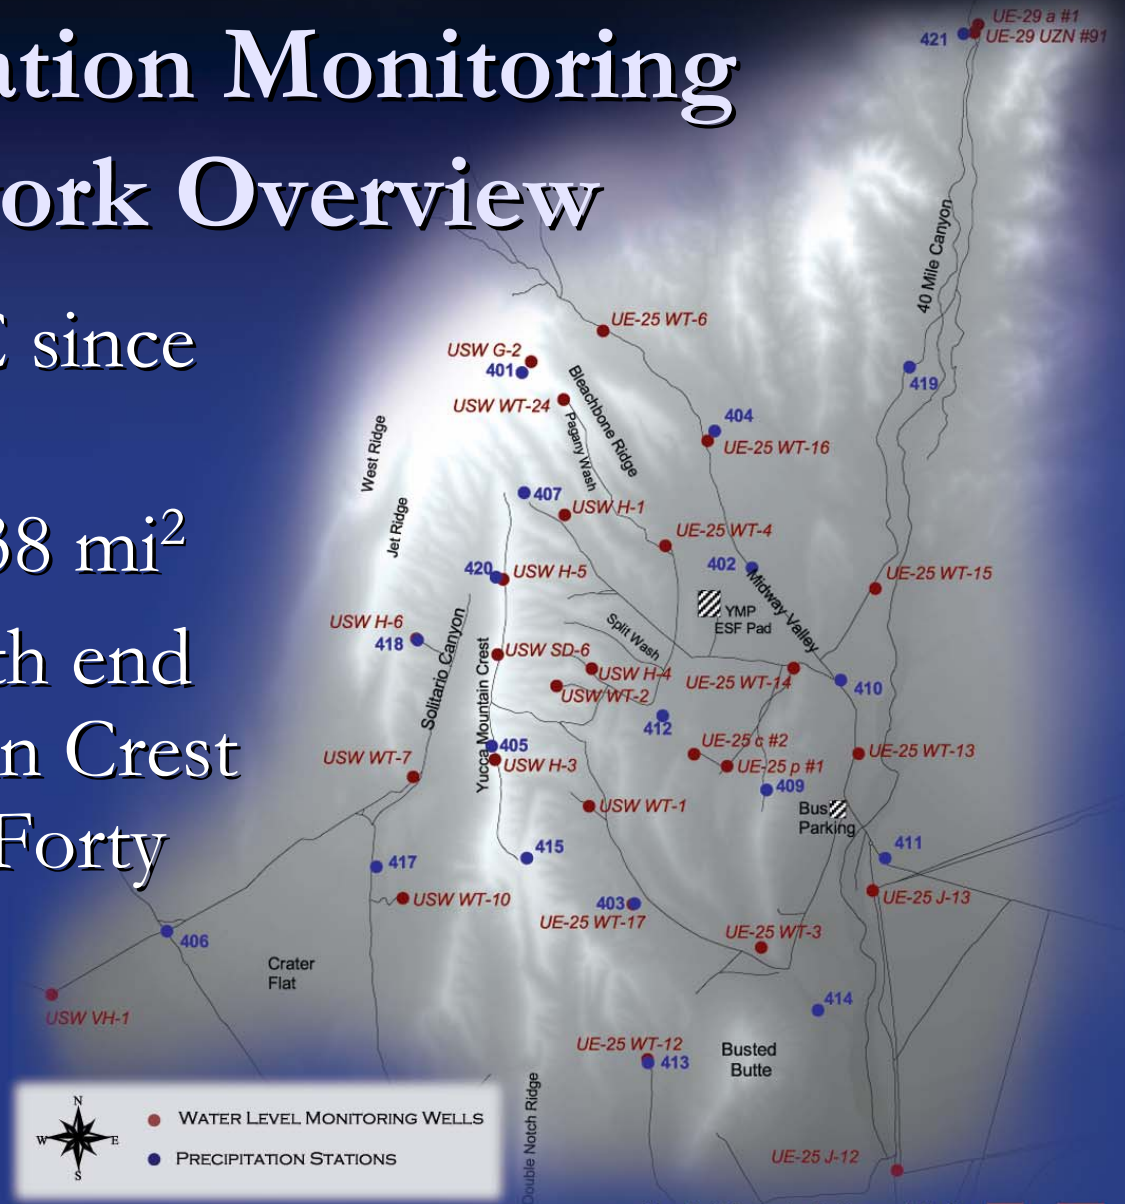 ation Monitoring
ork Overview
since
38 mi²
th end
n Crest
Forty
UE-29 a #1
421
UE-29 UZN #91
40 Mile Canyon
UE-25 WT-6
USW G-2
401
419
USW WT-24
Bleachbone Ridge
Pagany Wash
404
UE-25 WT-16
West Ridge
407
USW H-1
Jet Ridge
UE-25 WT-4
402
420
USW H-5
UE-25 WT-15
Midway Valley
YMP
ESF Pad
USW H-6
418
Solitario Canyon
Split Wash
USW SD-6
USW H-4
UE-25 WT-14
410
USW WT-2
Yucca Mountain Crest
412
405
USW H-3
UE-25 c #2
UE-25 p #1
UE-25 WT-13
USW WT-7
409
USW WT-1
Bus
Parking
411
415
417
USW WT-10
403
UE-25 WT-17
UE-25 J-13
UE-25 WT-3
406
Crater
Flat
USW VH-1
414
UE-25 WT-12
413
Busted
Butte
Double Notch Ridge
UE-25 J-12
N
W
E
S
WATER LEVEL MONITORING WELLS
PRECIPITATION STATIONS